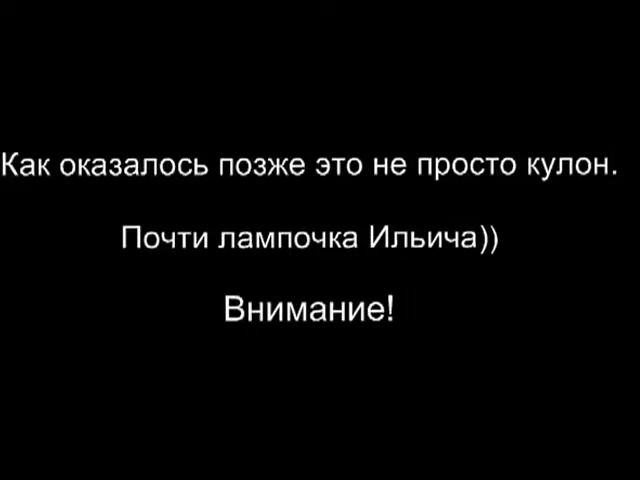 Как оказалось позже это не просто кулон.
Почти лампочка Ильича))
Внимание!